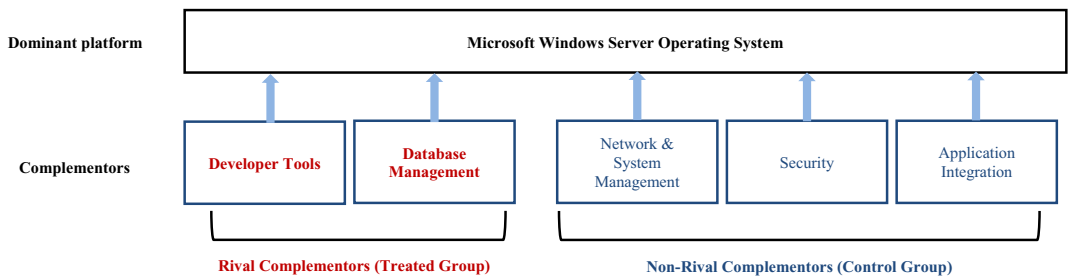 Dominant platform
Microsoft Windows Server Operating System
Complementors
Developer Tools
Database
Management
Network &
System
Management
Security
Application
Integration
Rival Complementors (Treated Group)
Non-Rival Complementors (Control Group)